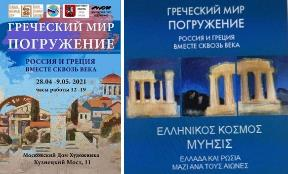 ГРЕЧЕСКИЙ МИР
ПОГРУЖЕНИЕ
РОССИЯ И ГРЕЦИЯ
ВМЕСТЕ СКВОЗЬ ВЕКА
28.04 -9.05. 2021
часы работы 12 -19
Московский Дом Художника
Кузнецкий Мост, 11
ГРЕЧЕСКИЙ МИР
ПОГРУЖЕНИЕ
РОССИЯ И ГРЕЦИЯ
ВМЕСТЕ СКВОЗЬ ВЕКА
ΕΛΛΗΝΙΚΟΣ ΚΟΣΜΟΣ
ΜΥΗΣΙΣ
ΕΛΛΑΔΑ ΚΑΙ ΡΩΣΙΑ
ΜΑΖΙ ΑΝΑ ΤΟΥΣ ΑΙΩΝΕΣ